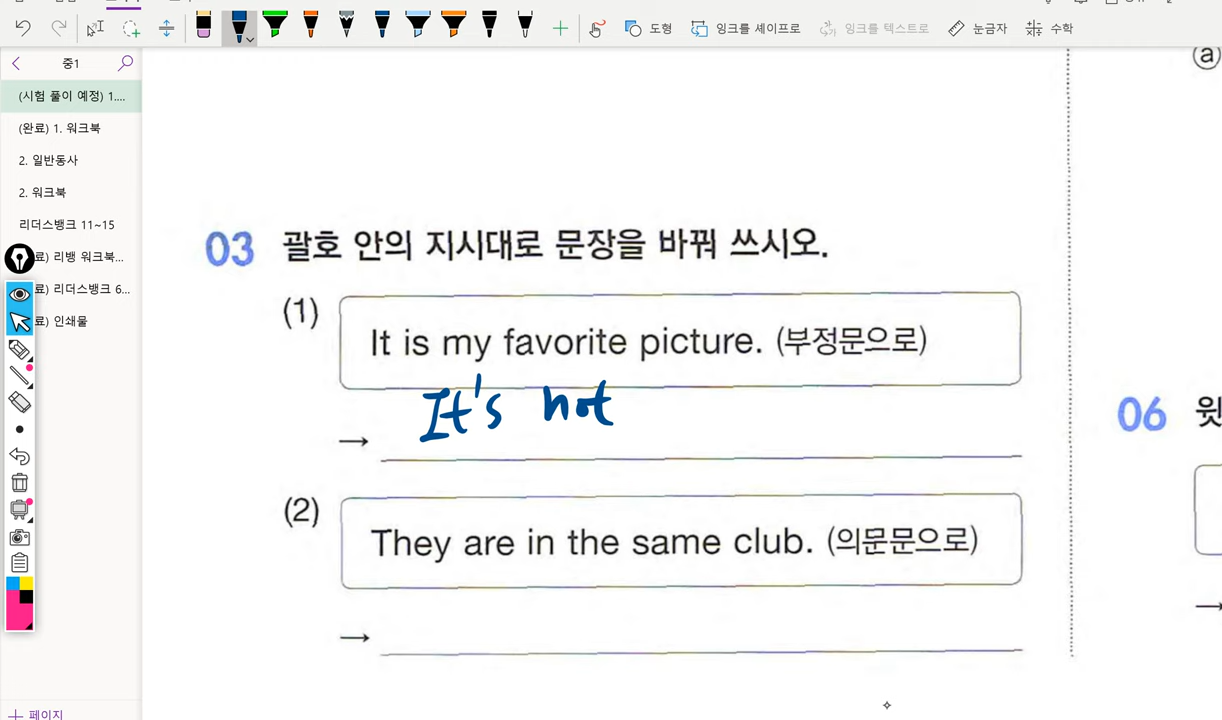 도형
잉크를 셰이프로
잉크를 텍스트로
눈금자
수학
중1
(시험 풀이 예정) 1....
(완료) 1. 워크북
2. 일반동사
2. 워크북
리더스뱅크 11~15
료) 리뱅 워크북...
료) 리더스뱅크 6...
료) 인쇄물
페이지
03 괄호 안의 지시대로 문장을 바꿔 쓰시오.
(1)
It is my favorite picture. (부정문으로)
It's not
→
(2)
They are in the same club. (의문문으로)
→
ⓐ
06 윗
→